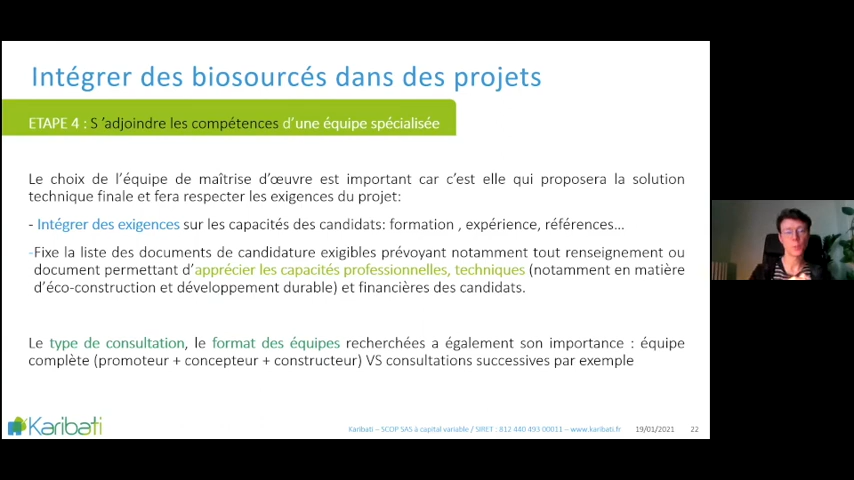 Intégrer des biosourcés dans des projets
ETAPE 4 : S ’adjoindre les compétences d’une équipe spécialisée
Le choix de l’équipe de maîtrise d’œuvre est important car c’est elle qui proposera la solution
technique finale et fera respecter les exigences du projet:
- Intégrer des exigences sur les capacités des candidats: formation , expérience, références…
-Fixe la liste des documents de candidature exigibles prévoyant notamment tout renseignement ou
document permettant d’apprécier les capacités professionnelles, techniques (notamment en matière
d’éco-construction et développement durable) et financières des candidats.
Le type de consultation, le format des équipes recherchées a également son importance : équipe
complète (promoteur + concepteur + constructeur) VS consultations successives par exemple
Karibati
Karibati – SCOP SAS à capital variable / SIRET : 812 440 493 00011 – www.karibati.fr 19/01/2021 22